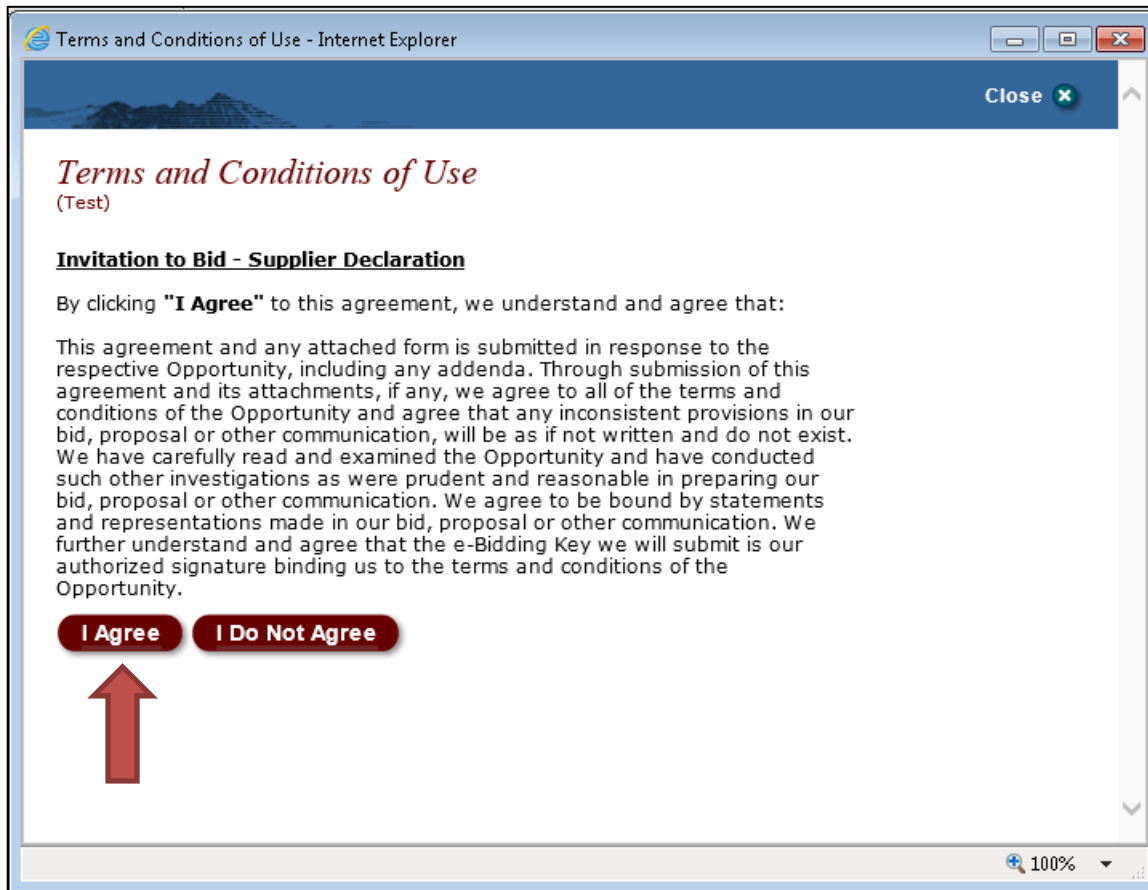 Terms and Conditions of Use - Internet Explorer
Close
Terms and Conditions of Use
(Test)
Invitation to Bid - Supplier Declaration
By clicking "I Agree" to this agreement, we understand and agree that:
This agreement and any attached form is submitted in response to the
respective Opportunity, including any addenda. Through submission of this
agreement and its attachments, if any, we agree to all of the terms and
conditions of the Opportunity and agree that any inconsistent provisions in our
bid, proposal or other communication, will be as if not written and do not exist.
We have carefully read and examined the Opportunity and have conducted
such other investigations as were prudent and reasonable in preparing our
bid, proposal or other communication. We agree to be bound by statements
and representations made in our bid, proposal or other communication. We
further understand and agree that the e-Bidding Key we will submit is our
authorized signature binding us to the terms and conditions of the
Opportunity.
I Agree I Do Not Agree
100%